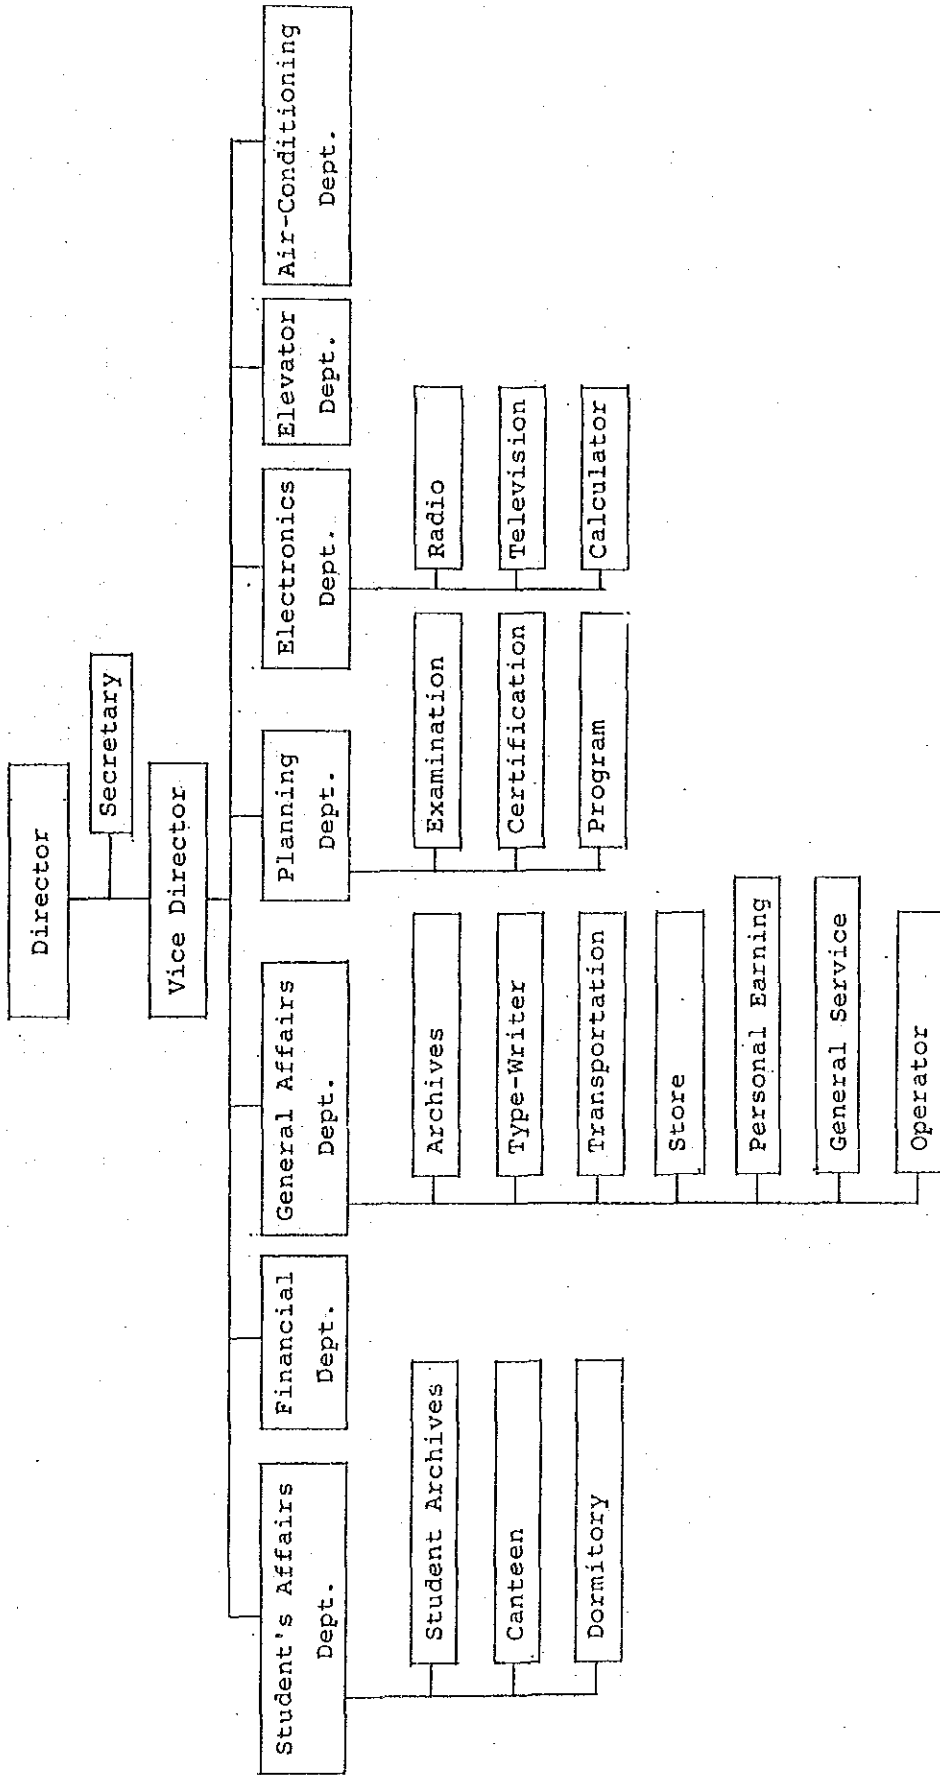 Director
Secretary
Vice Director
Student's Affairs
Dept.
Financial
Dept.
General Affairs
Dept.
Planning
Dept.
Electronics
Dept.
Elevator
Dept.
Air-Conditioning
Dept.
Student Archives
Canteen
Dormitory
Archives
Type-Writer
Transportation
Store
Personal Earning
General Service
Operator
Examination
Certification
Program
Radio
Television
Calculator